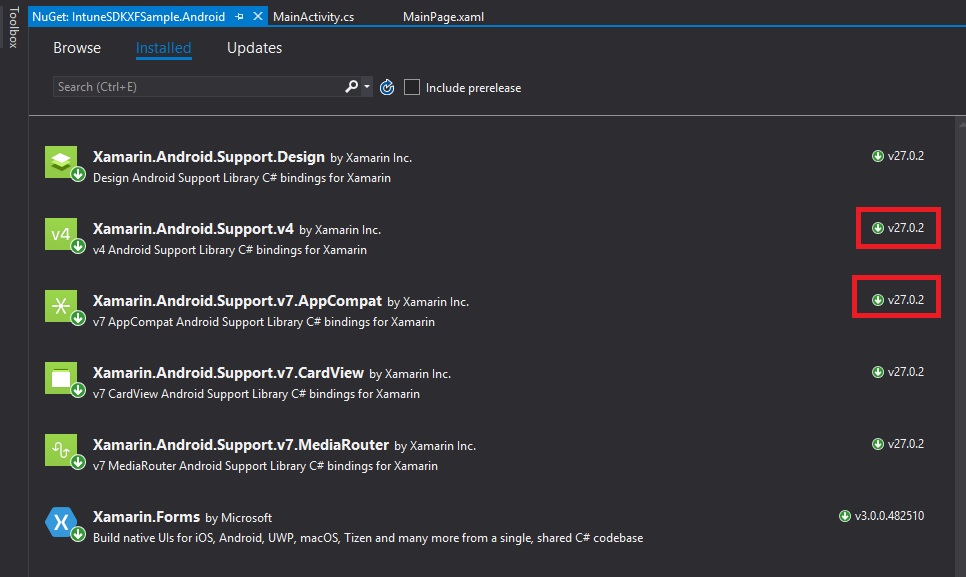 Toolbox
NuGet: IntuneSDKXFSample.Android MainActivity.cs MainPage.xaml
Browse Installed Updates
Search (Ctrl+E) Include prerelease
Xamarin.Android.Support.Design by Xamarin Inc. v27.0.2
Design Android Support Library C# bindings for Xamarin
v4 Xamarin.Android.Support.v4 by Xamarin Inc. v27.0.2
v4 Android Support Library C# bindings for Xamarin
Xamarin.Android.Support.v7.AppCompat by Xamarin Inc. v27.0.2
v7 AppCompat Android Support Library C# bindings for Xamarin
Xamarin.Android.Support.v7.CardView by Xamarin Inc. v27.0.2
v7 CardView Android Support Library C# bindings for Xamarin
Xamarin.Android.Support.v7.MediaRouter by Xamarin Inc. v27.0.2
v7 MediaRouter Android Support Library C# bindings for Xamarin
Xamarin.Forms by Microsoft v3.0.0.482510
Build native UIs for iOS, Android, UWP, macOS, Tizen and many more from a single, shared C# codebase